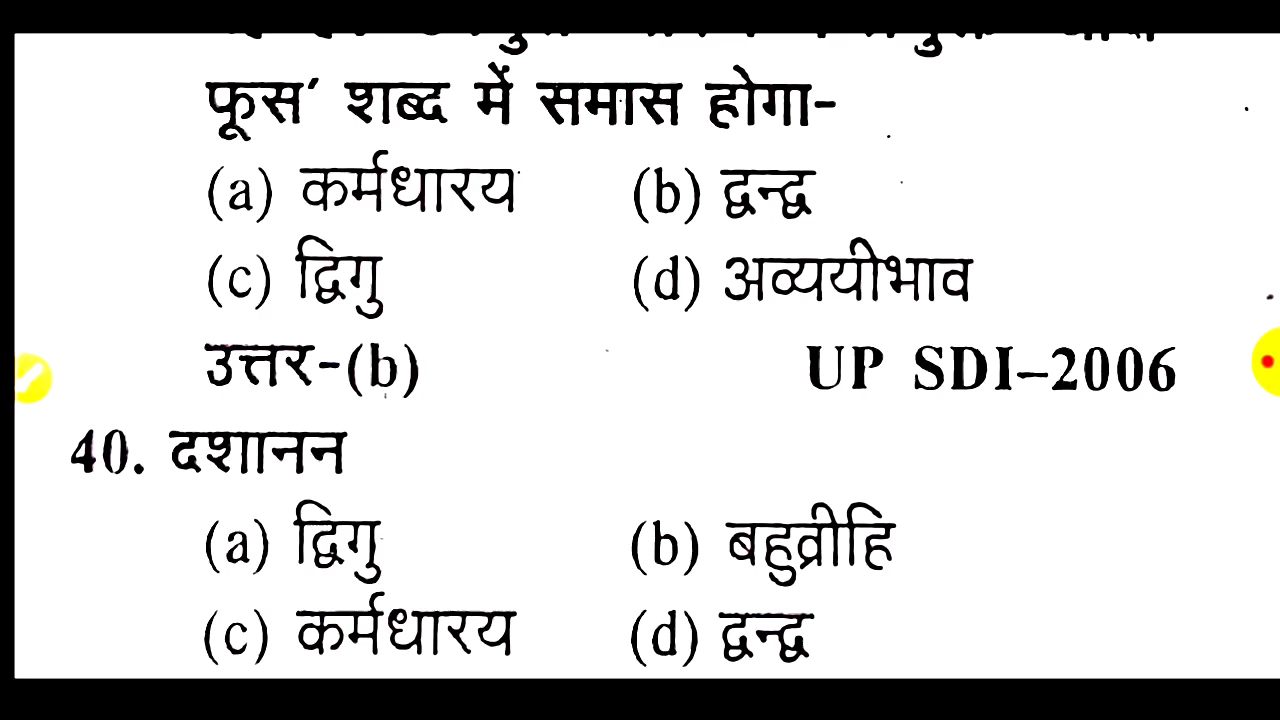 फूस' शब्द में समास होगा-
(a) कर्मधारय (b) द्वन्द्व
(c) द्विगु (d) अव्ययीभाव
उत्तर-(b) UP SDI–2006
40. दशानन
(a) द्विगु (b) बहुव्रीहि
(c) कर्मधारय (d) द्वन्द्व